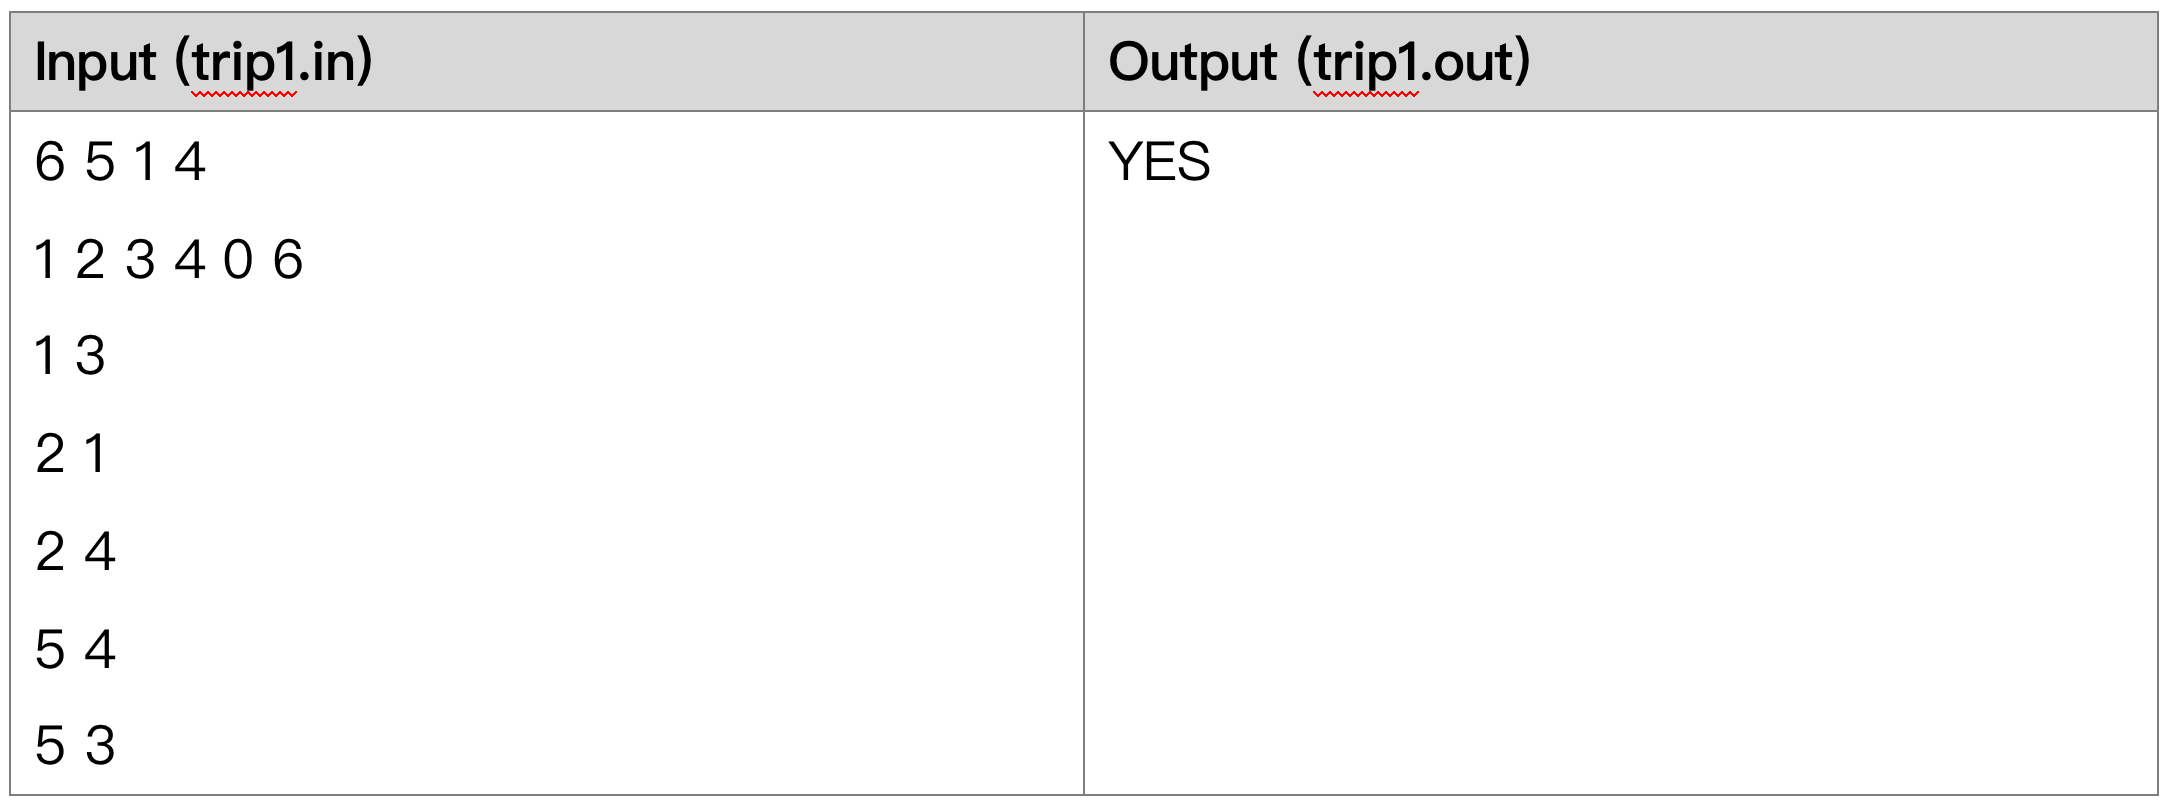 Input (trip1.in)
Output (trip1.out)
6 5 1 4
YES
1 2 3 4 0 6
1 3
2 1
2 4
5 4
5 3